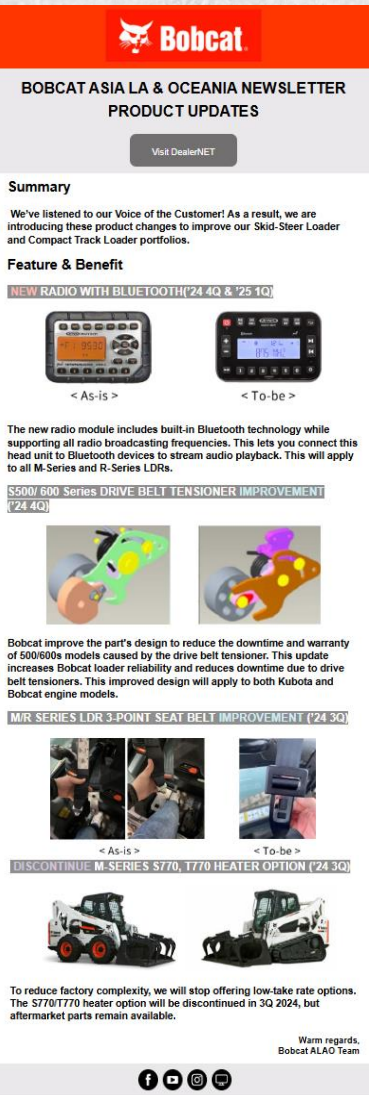 Bobcat
BOBCAT ASIA LA & OCEANIA NEWSLETTER
PRODUCT UPDATES
Visit DealerNET
Summary
We've listened to our Voice of the Customer! As a result, we are
introducing these product changes to improve our Skid-Steer Loader
and Compact Track Loader portfolios.
Feature & Benefit
NEW RADIO WITH BLUETOOTH('24 4Q & '25 1Q)
< As-is >
< To-be >
The new radio module includes built-in Bluetooth technology while
supporting all radio broadcasting frequencies. This lets you connect this
head unit to Bluetooth devices to stream audio playback. This will apply
to all M-Series and R-Series LDRs.
S500/ 600 Series DRIVE BELT TENSIONER IMPROVEMENT
('24 4Q)
Bobcat improve the part's design to reduce the downtime and warranty
of 500/600s models caused by the drive belt tensioner. This update
increases Bobcat loader reliability and reduces downtime due to drive
belt tensioners. This improved design will apply to both Kubota and
Bobcat engine models.
M/R SERIES LDR 3-POINT SEAT BELT IMPROVEMENT ('24 3Q)
< As-is >
< To-be >
DISCONTINUE M-SERIES S770, T770 HEATER OPTION ('24 3Q)
To reduce factory complexity, we will stop offering low-take rate options.
The S770/T770 heater option will be discontinued in 3Q 2024, but
aftermarket parts remain available.
Warm regards,
Bobcat ALAO Team